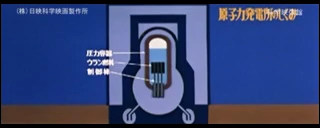 (株)日映科学映画製作所
原子力発電所のしくみ
圧力容器
ウラン燃料
制御棒